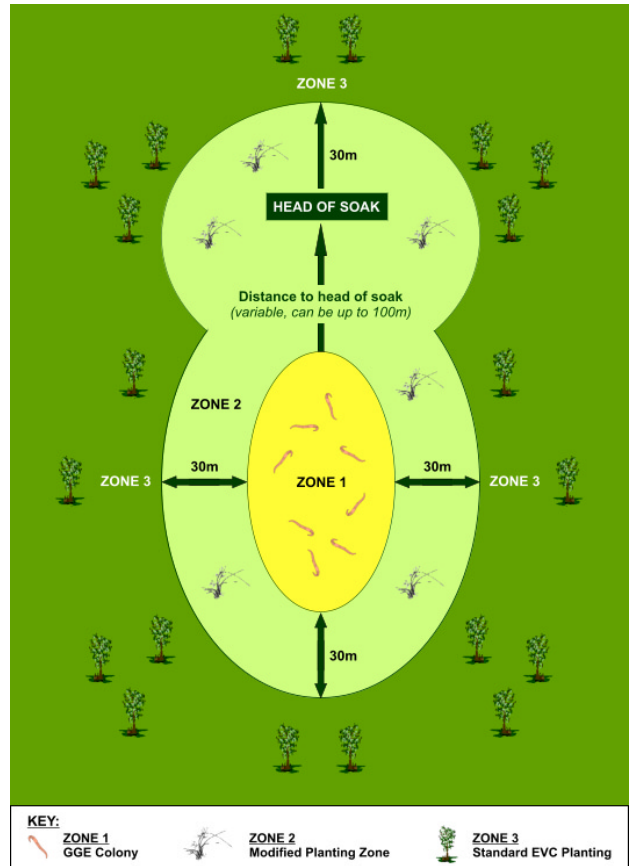 ZONE 3
30m
HEAD OF SOAK
Distance to head of soak
(variable, can be up to 100m)
ZONE 2
30m
30m
ZONE 3
ZONE 1
ZONE 3
30m
KEY:
ZONE 1
GGE Colony
ZONE 2
Modified Planting Zone
ZONE 3
Standard EVC Planting